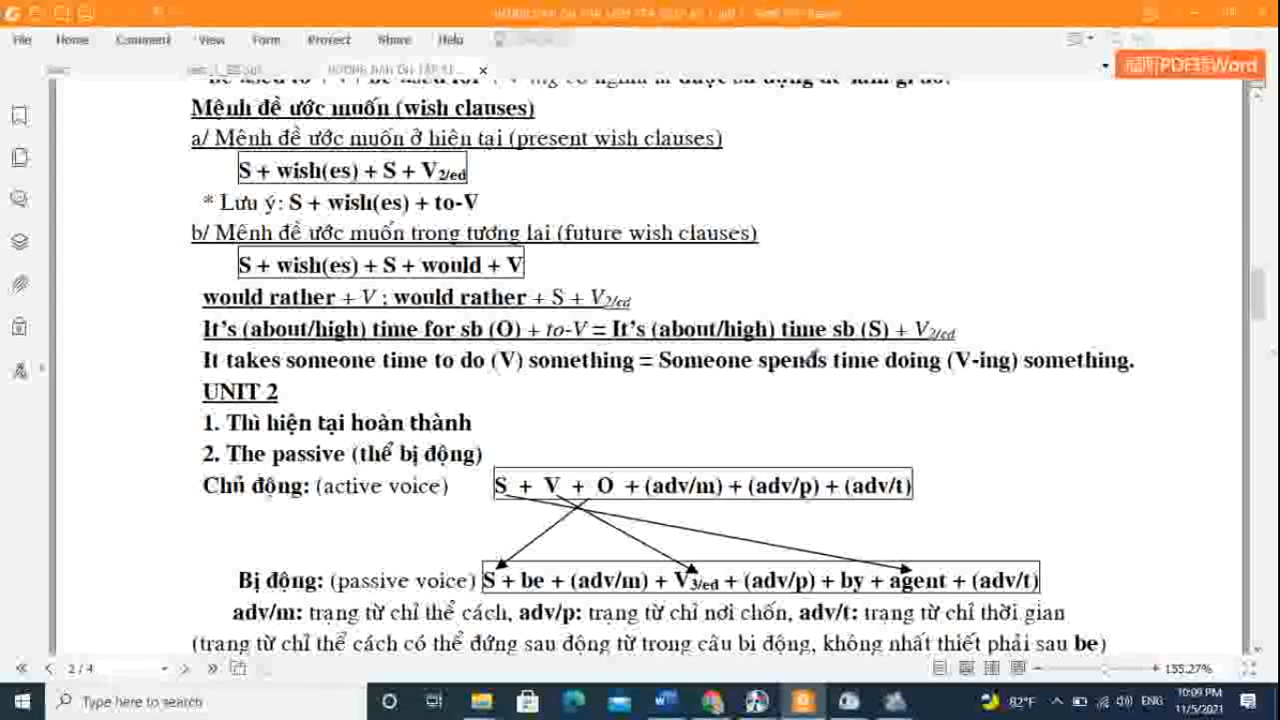 File Home Comment View Form Protect Share Help
HƯỚNG DẪN ÔN TẬP
PDF Word
Mệnh đề ước muốn (wish clauses)
a/ Mệnh đề ước muốn ở hiện tại (present wish clauses)
S + wish(es) + S + V2/ed
* Lưu ý: S + wish(es) + to-V
b/ Mệnh đề ước muốn trong tương lai (future wish clauses)
S + wish(es) + S + would + V
would rather + V ; would rather + S + V2/ed
It's (about/high) time for sb (O) + to-V = It's (about/high) time sb (S) + V2/ed
It takes someone time to do (V) something = Someone spends time doing (V-ing) something.
UNIT 2
1. Thì hiện tại hoàn thành
2. The passive (thể bị động)
Chủ động: (active voice) S + V + O + (adv/m) + (adv/p) + (adv/t)
Bị động: (passive voice) S + be + (adv/m) + V3/ed + (adv/p) + by + agent + (adv/t)
adv/m: trạng từ chỉ thể cách, adv/p: trạng từ chỉ nơi chốn, adv/t: trạng từ chỉ thời gian
(trạng từ chỉ thể cách có thể đứng sau động từ trong câu bị động, không nhất thiết phải sau be)
2 / 4 155.27%
Type here to search 82°F ENG 10:09 PM
11/5/2021